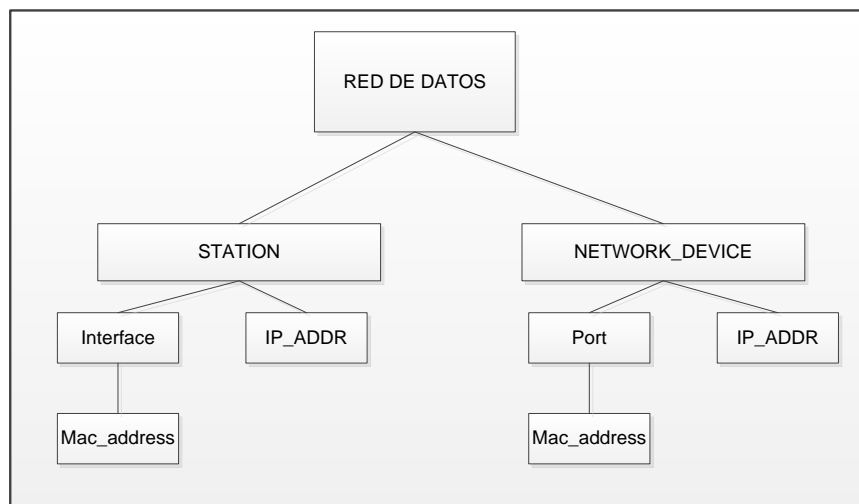 RED DE DATOS
STATION
NETWORK_DEVICE
Interface
IP_ADDR
Port
IP_ADDR
Mac_address
Mac_address